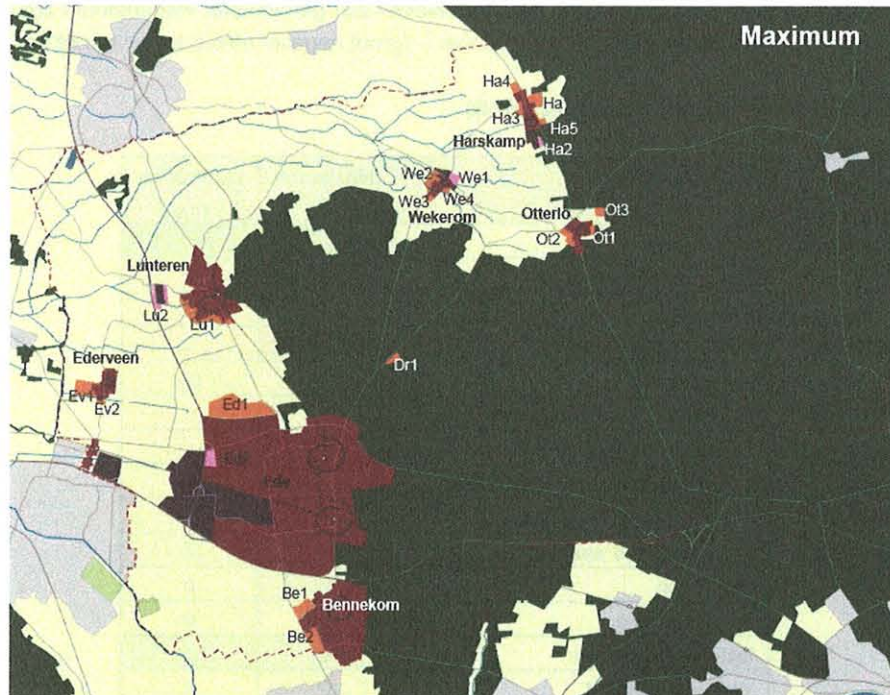 Maximum
Ha4
Ha
Ha3
Ha5
Harskamp
Ha2
We2
We1
We3
We4
Wekerom
Otterlo
Ot3
Ot2
Ot1
Lunteren
Lu2
Lu1
Ederveen
Ev1
Ev2
Dr1
Ed1
Ede
Be1
Bennekom
Be2